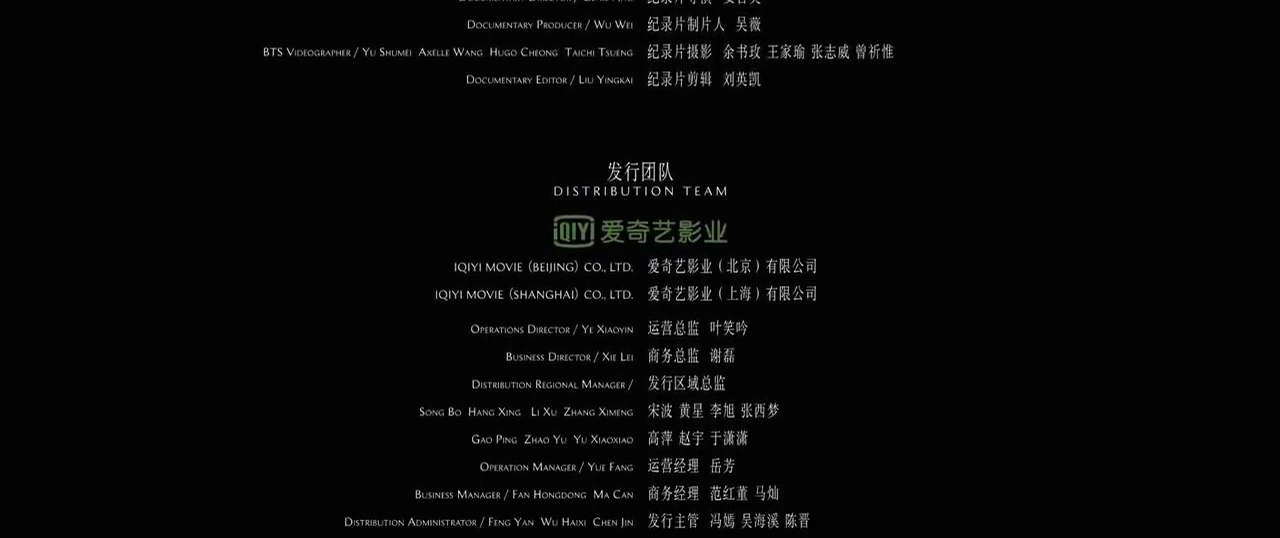 Documentary Producer / Wu Wei 纪录片制片人 吴薇
BTS Videographer / Yu Shumei Axelle Wang Hugo Cheong Taichi Tsueng 纪录片摄影 余书玫 王家瑜 张志威 曾祈惟
Documentary Editor / Liu Yingkai 纪录片剪辑 刘英凯
发行团队
DISTRIBUTION TEAM
iQIYI 爱奇艺影业
IQIYI MOVIE (BEIJING) CO., LTD. 爱奇艺影业(北京)有限公司
IQIYI MOVIE (SHANGHAI) CO., LTD. 爱奇艺影业(上海)有限公司
Operations Director / Ye Xiaoyin 运营总监 叶笑吟
Business Director / Xie Lei 商务总监 谢磊
Distribution Regional Manager / 发行区域总监
Song Bo Hang Xing Li Xu Zhang Ximeng 宋波 黄星 李旭 张西梦
Gao Ping Zhao Yu Yu Xiaoxiao 高萍 赵宇 于潇潇
Operation Manager / Yue Fang 运营经理 岳芳
Business Manager / Fan Hongdong Ma Can 商务经理 范红董 马灿
Distribution Administrator / Feng Yan Wu Haixi Chen Jin 发行主管 冯嫣 吴海溪 陈晋